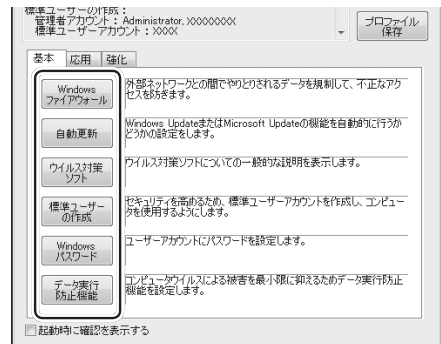 標準ユーザーの作成：
管理者アカウント：Administrator, XXXXXXXX
標準ユーザーアカウント：XXXX
プロファイル
保存
基本
応用
強化
Windows
ファイアウォール
外部ネットワークとの間でやりとりされるデータを規制して、不正なアク
セスを防ぎます。
自動更新
Windows UpdateまたはMicrosoft Updateの機能を自動的に行うか
どうかの設定をします。
ウイルス対策
ソフト
ウイルス対策ソフトについての一般的な説明を表示します。
標準ユーザー
の作成
セキュリティを高めるため、標準ユーザーアカウントを作成し、コンピュー
タを使用するようにします。
Windows
パスワード
ユーザーアカウントにパスワードを設定します。
データ実行
防止機能
コンピュータウイルスによる被害を最小限に抑えるためデータ実行防止
機能を設定します。
起動時に確認を表示する